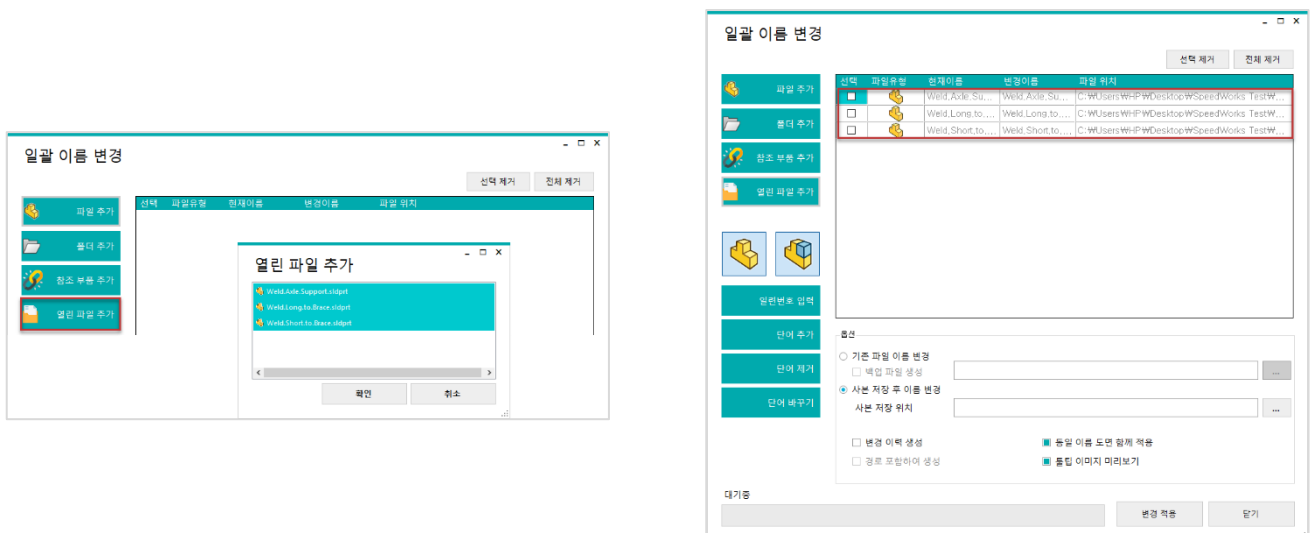 일괄 이름 변경
선택 제거 전체 제거
파일 추가
폴더 추가
참조 부품 추가
열린 파일 추가
선택 파일유형 현재이름 변경이름 파일 위치
열린 파일 추가
Weld.Axle.Support.sldprt
Weld.Long.to.Brace.sldprt
Weld.Short.to.Brace.sldprt
확인 취소
일괄 이름 변경
선택 제거 전체 제거
파일 추가
폴더 추가
참조 부품 추가
열린 파일 추가
선택 파일유형 현재이름 변경이름 파일 위치
Weld,Axle,Su,... Weld,Axle,Su,... C:₩Users₩HP₩Desktop₩SpeedWorks Test₩...
Weld,Long,to,... Weld,Long,to,... C:₩Users₩HP₩Desktop₩SpeedWorks Test₩...
Weld,Short,to,... Weld,Short,to,... C:₩Users₩HP₩Desktop₩SpeedWorks Test₩...
일련번호 입력
단어 추가
단어 제거
단어 바꾸기
옵션
기존 파일 이름 변경
백업 파일 생성 ...
사본 저장 후 이름 변경
사본 저장 위치 ...
변경 이력 생성 동일 이름 도면 함께 적용
경로 포함하여 생성 툴팁 이미지 미리보기
대기중
변경 적용 닫기